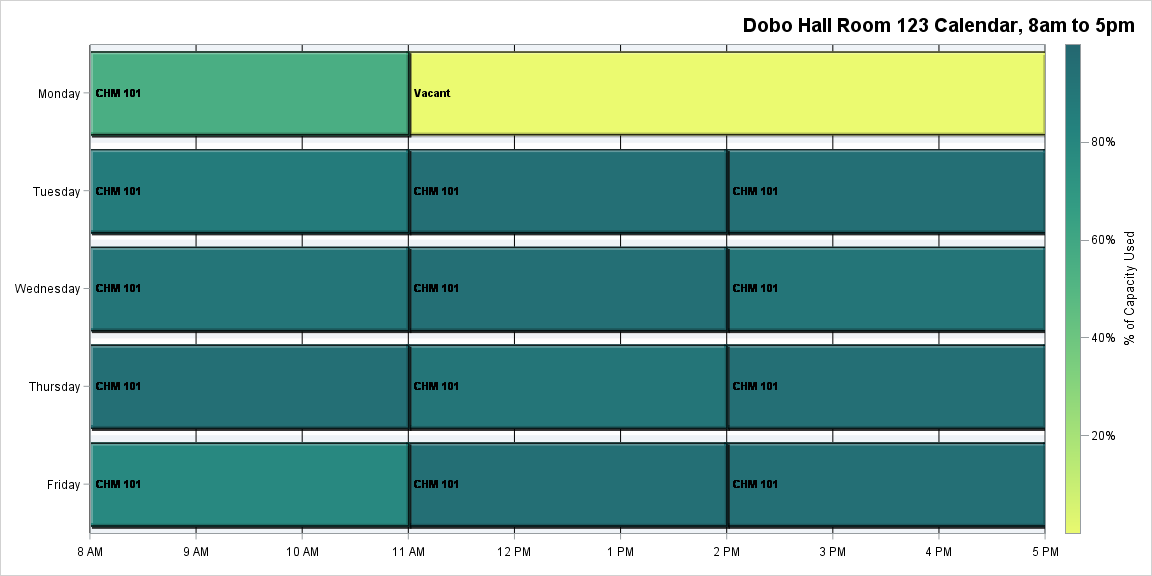 Dobo Hall Room 123 Calendar, 8am to 5pm
Monday
CHM 101
Vacant
Tuesday
CHM 101
CHM 101
CHM 101
Wednesday
CHM 101
CHM 101
CHM 101
Thursday
CHM 101
CHM 101
CHM 101
Friday
CHM 101
CHM 101
CHM 101
8 AM
9 AM
10 AM
11 AM
12 PM
1 PM
2 PM
3 PM
4 PM
5 PM
80%
60%
40%
20%
% of Capacity Used